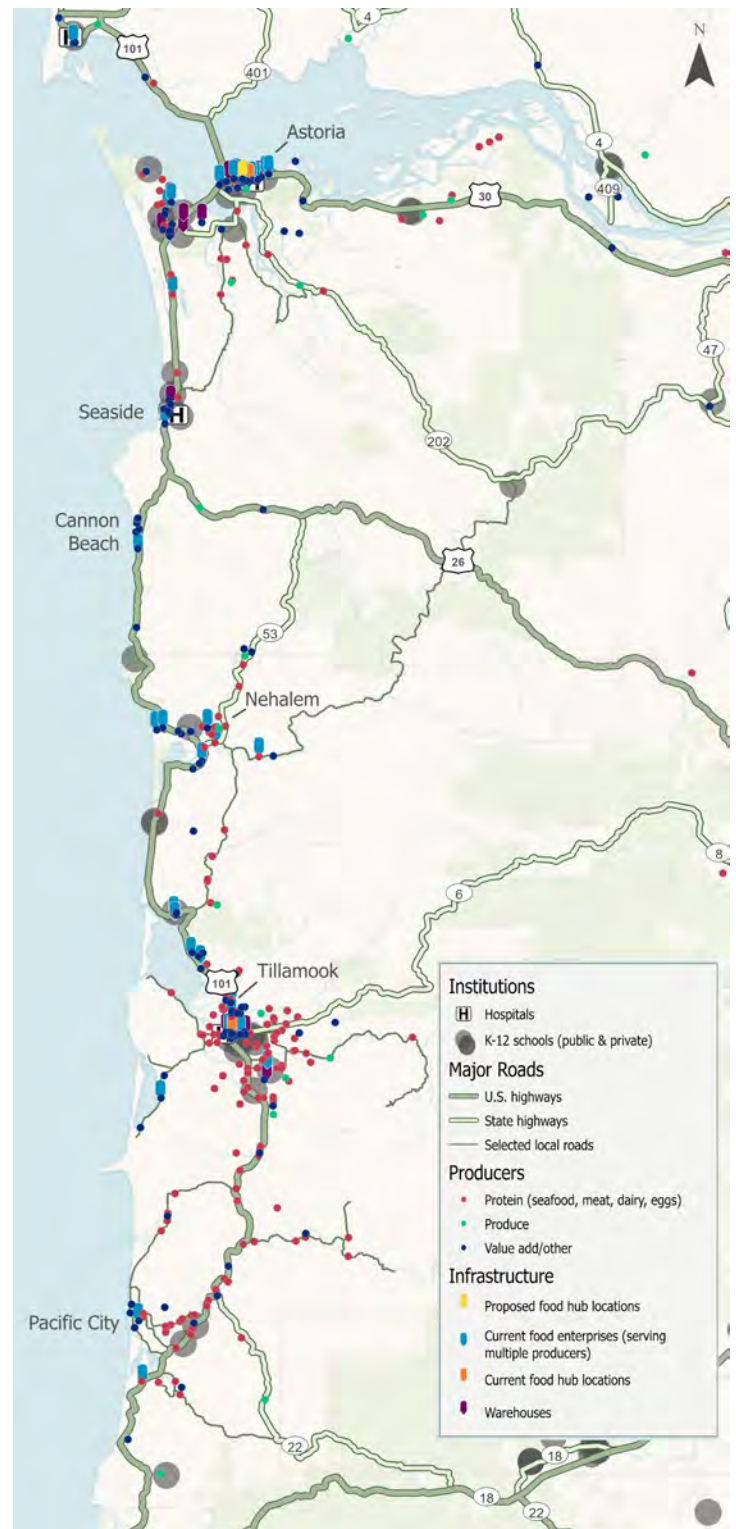 4
N
H
101
401
Astoria
4
H
409
30
47
Seaside
H
202
Cannon
Beach
26
53
Nehalem
8
6
Tillamook
101
Institutions
H Hospitals
K-12 schools (public & private)
Major Roads
U.S. highways
State highways
Selected local roads
Producers
Protein (seafood, meat, dairy, eggs)
Produce
Value add/other
Infrastructure
Proposed food hub locations
Current food enterprises (serving
multiple producers)
Current food hub locations
Warehouses
Pacific City
22
18
18
22